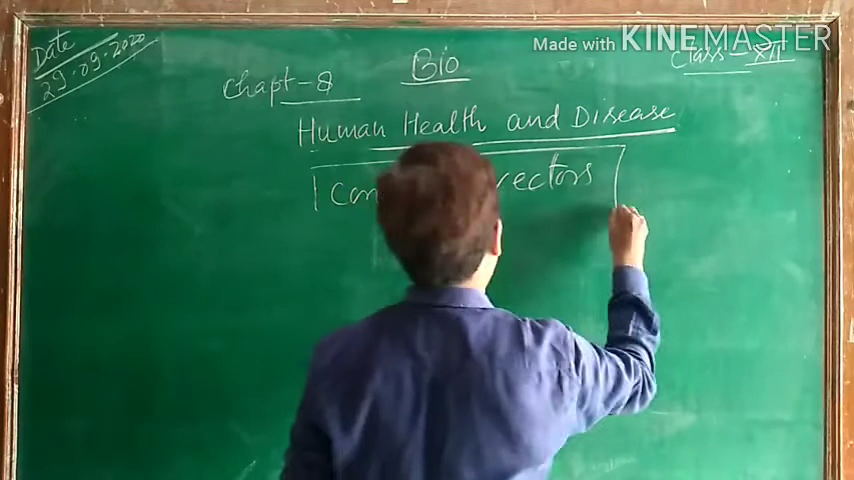 Date
29.09.2020
Made with KINEMASTER
Bio
Class - XII
Chapt-8
Human Health and Disease
vectors